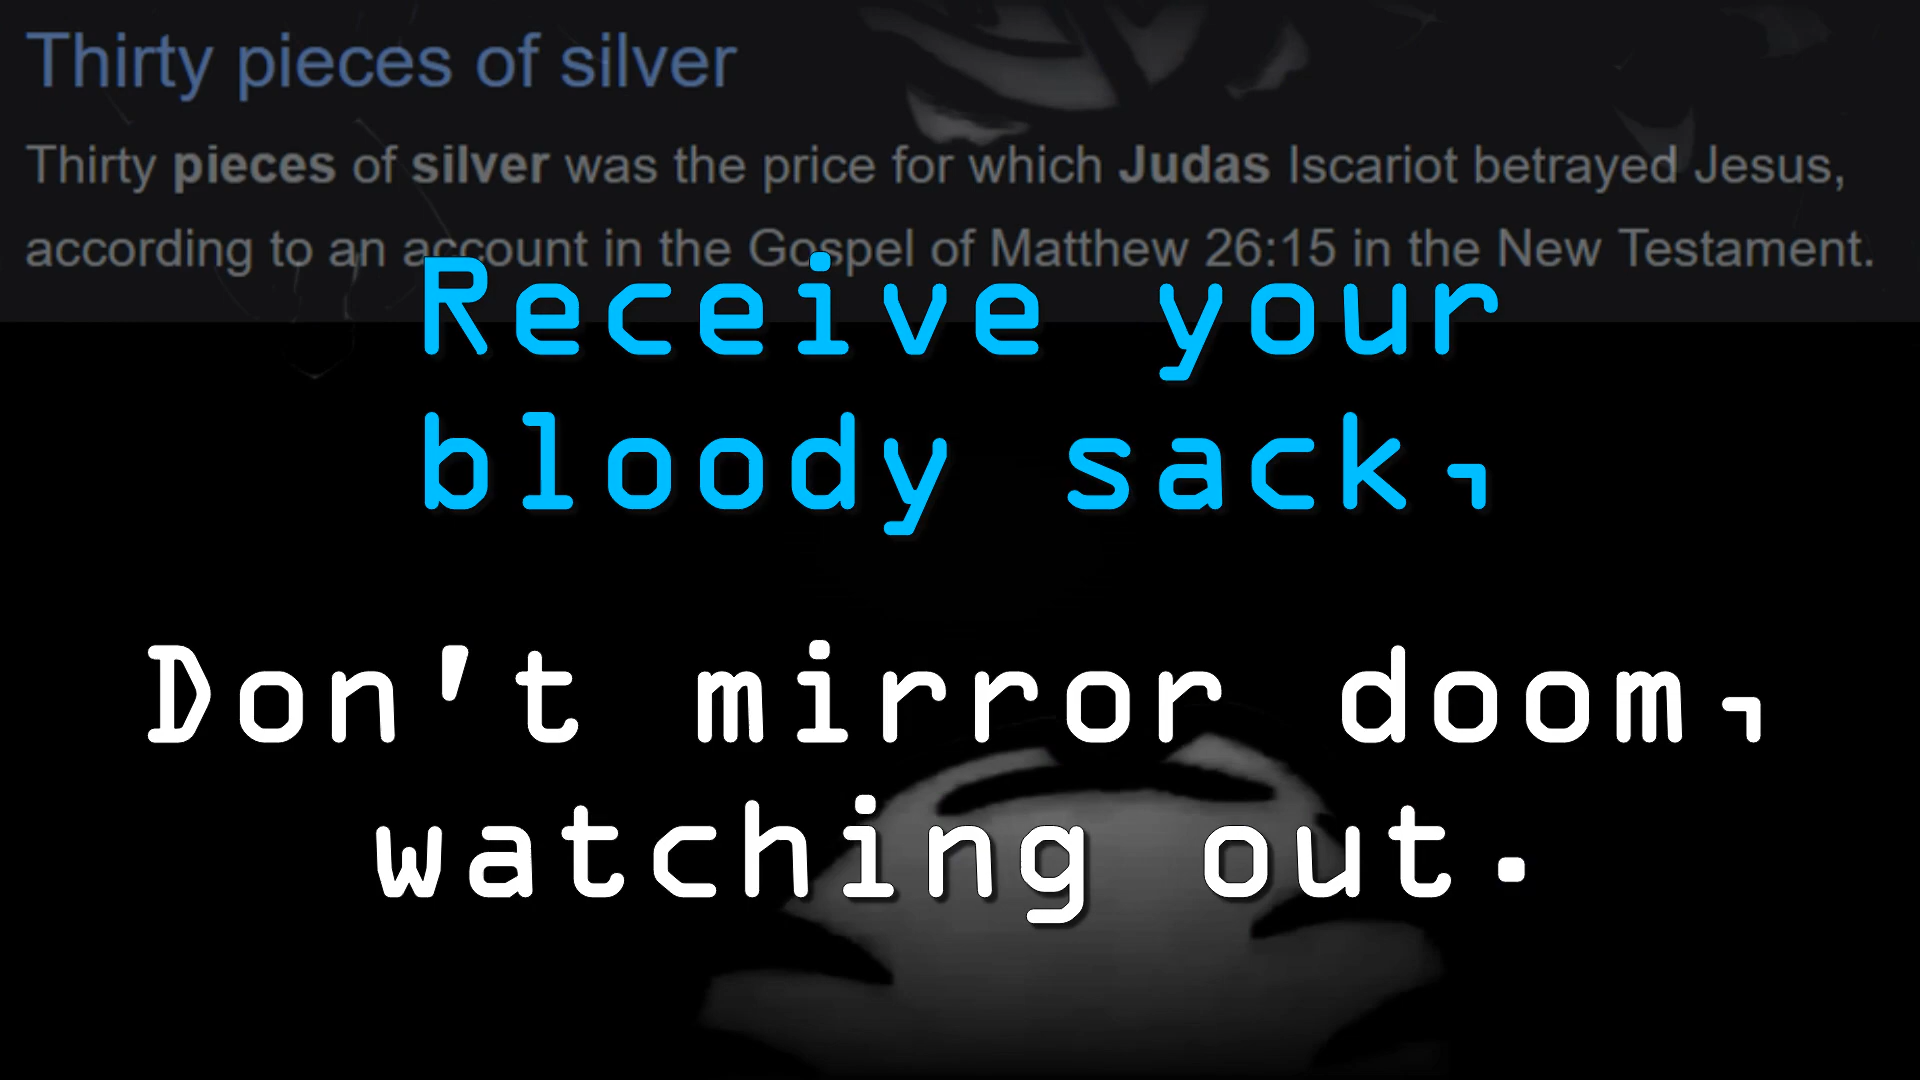 Thirty pieces of silver
Thirty pieces of silver was the price for which Judas Iscariot betrayed Jesus,
according to an account in the Gospel of Matthew 26:15 in the New Testament.
Receive your
bloody sack,
Don't mirror doom,
watching out.